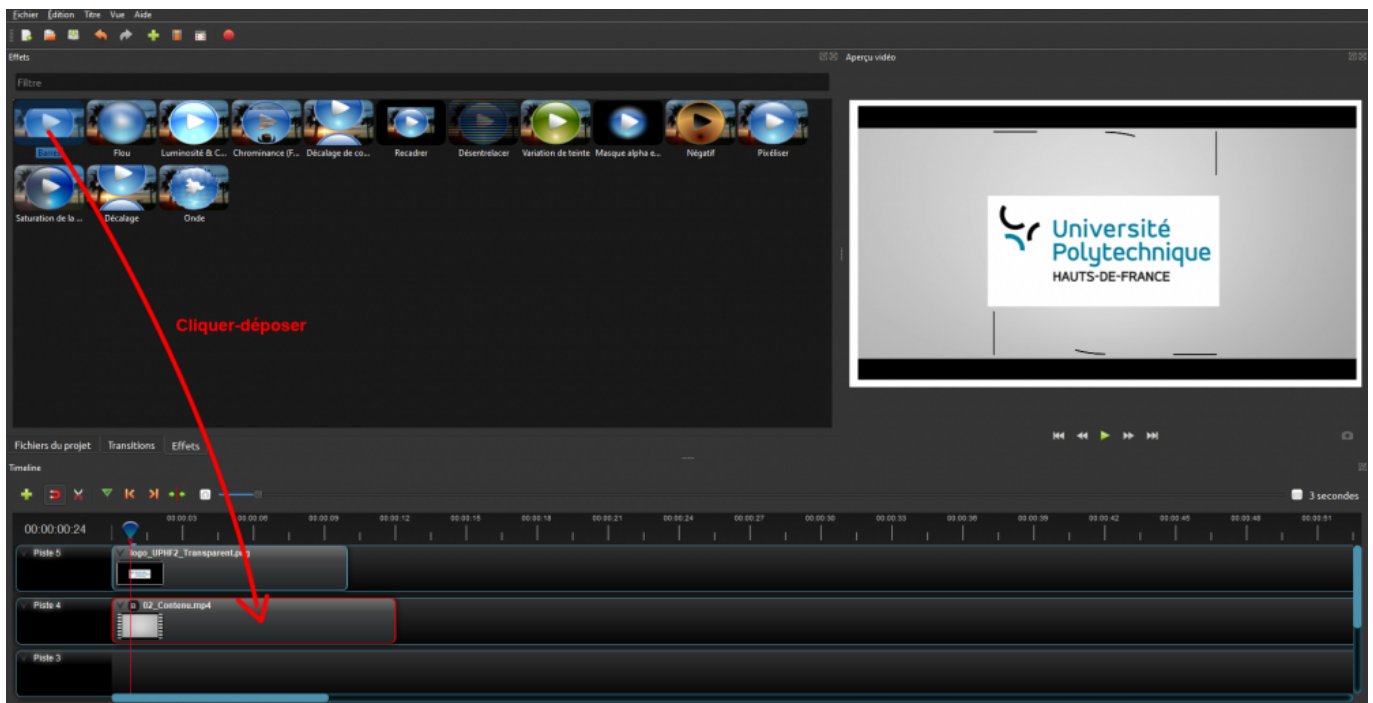 Fichier Édition Titre Vue Aide
Effets
Aperçu vidéo
Filtre
Barres Flou Luminosité & C... Chrominance (F... Décalage de co... Recadrer Désentrelacer Variation de teinte Masque alpha e... Négatif Pixéliser
Saturation de la ... Décalage Onde
Université
Polytechnique
HAUTS-DE-FRANCE
Cliquer-déposer
Fichiers du projet Transitions Effets
Timeline
3 secondes
00:00:00:24
00:00:03 00:00:06 00:00:09 00:00:12 00:00:15 00:00:18 00:00:21 00:00:24 00:00:27 00:00:30 00:00:33 00:00:36 00:00:39 00:00:42 00:00:45 00:00:48 00:00:51
Piste 5 logo_UPHF2_Transparent.png
Piste 4 02_Contenu.mp4
Piste 3